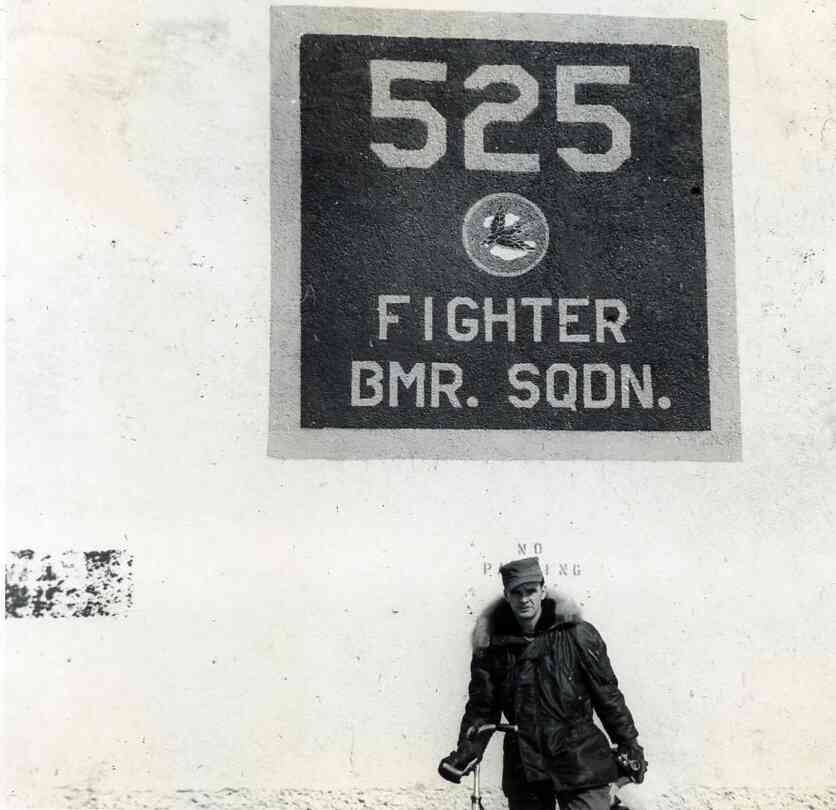 525
FIGHTER
BMR. SQDN.
NO